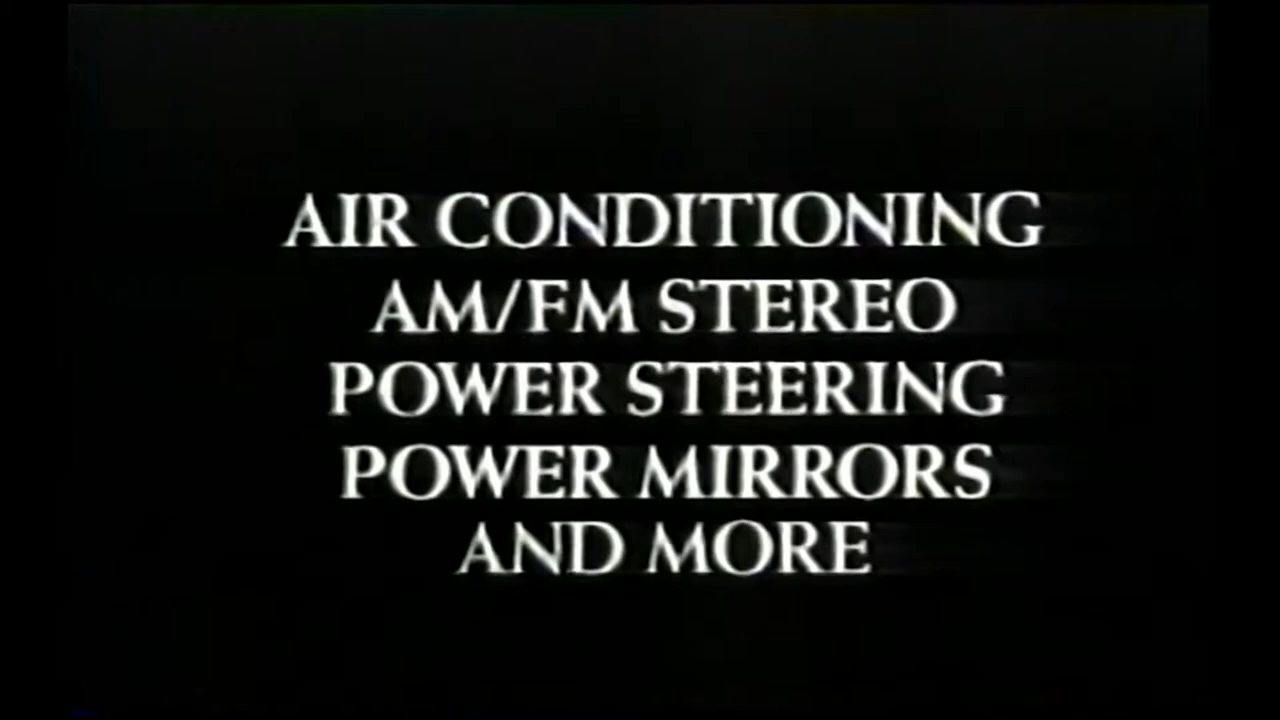 AIR CONDITIONING
AM/FM STEREO
POWER STEERING
POWER MIRRORS
AND MORE